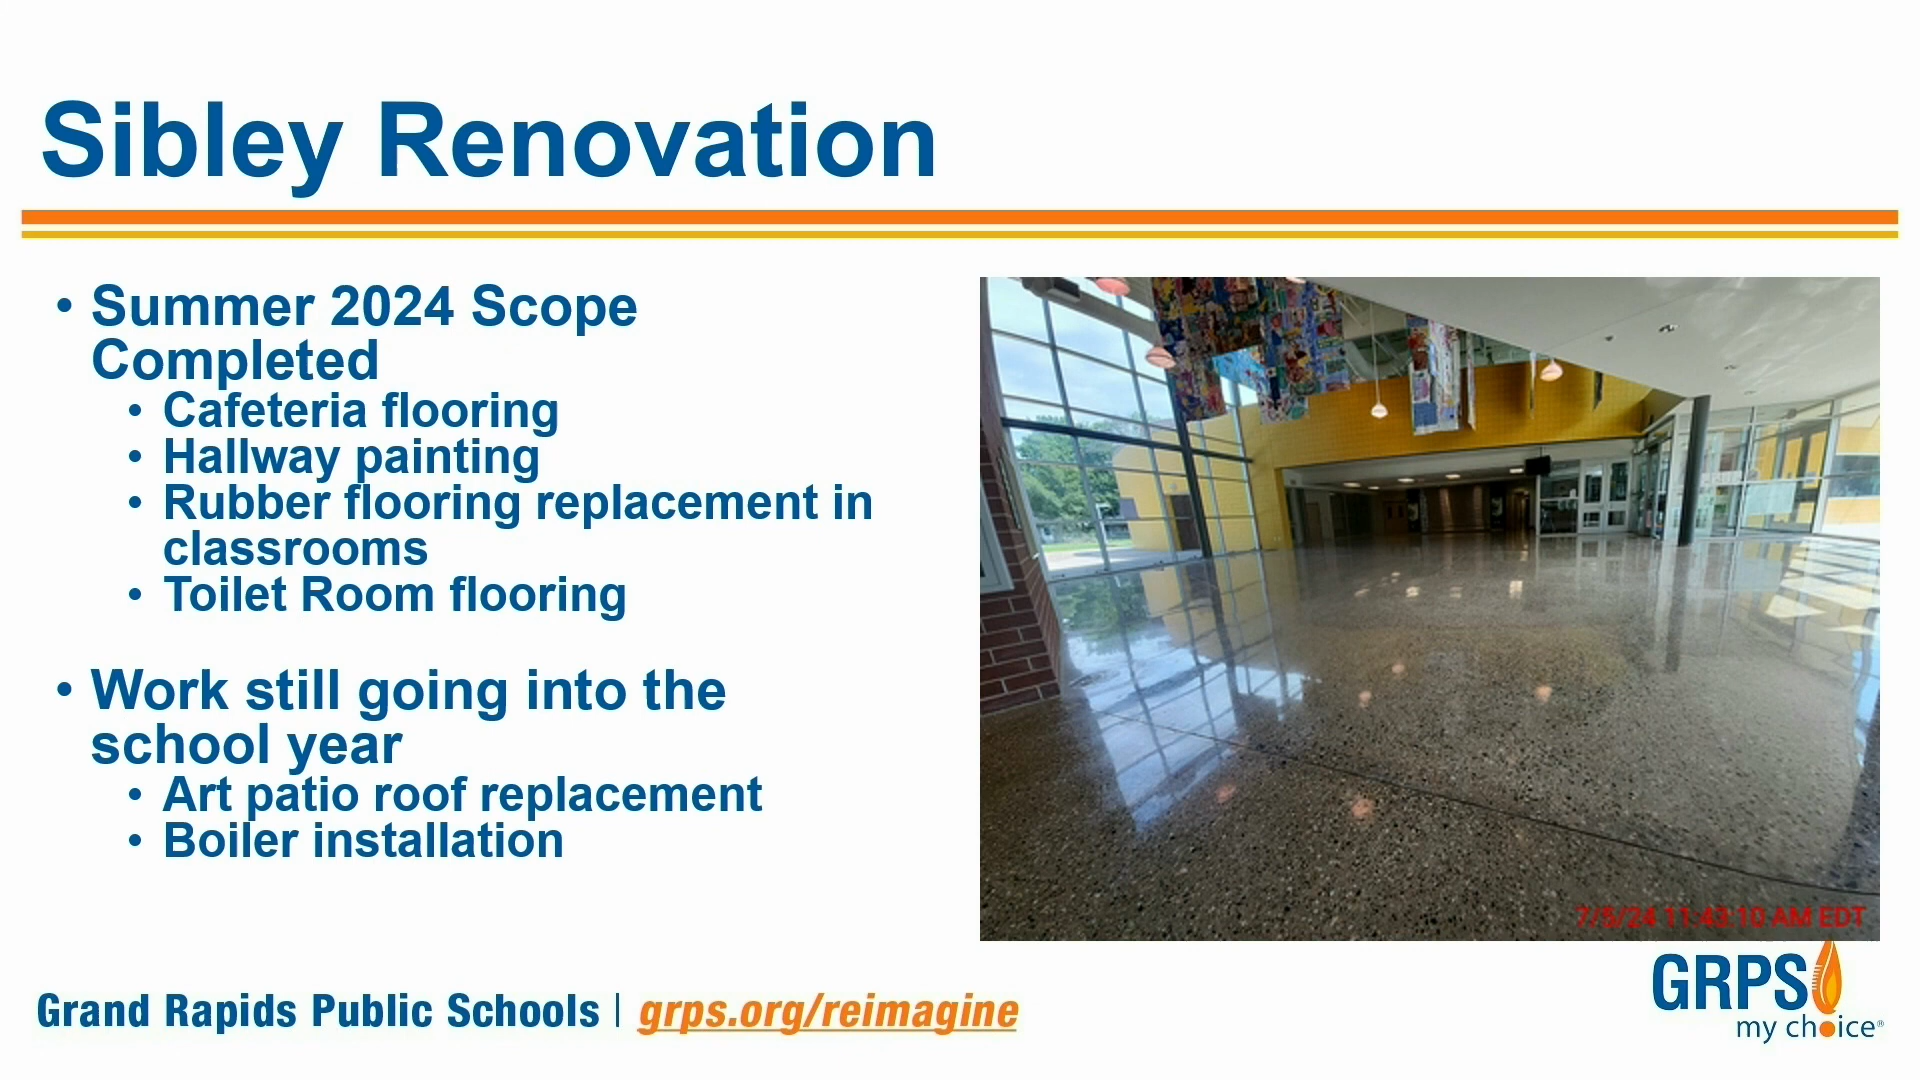 Sibley Renovation
• Summer 2024 Scope
Completed
• Cafeteria flooring
• Hallway painting
• Rubber flooring replacement in
classrooms
• Toilet Room flooring
• Work still going into the
school year
• Art patio roof replacement
• Boiler installation
7/5/24 11:43:10 AM EDT
Grand Rapids Public Schools | grps.org/reimagine
GRPS
my choice®